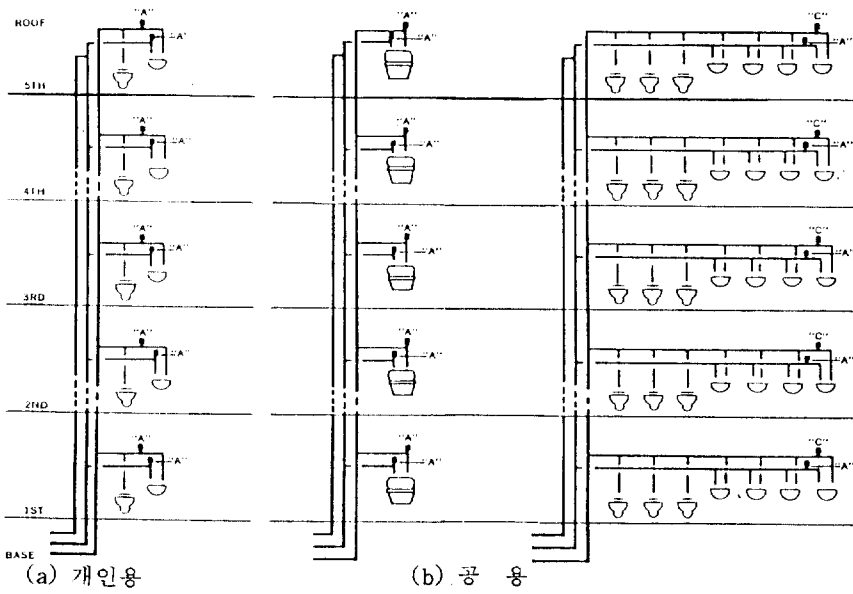 ROOF "A" "A" "A" "A" "C" "A"
5TH
"A" "A" "A" "A" "C" "A"
4TH
"A" "A" "A" "A" "C" "A"
3RD
"A" "A" "A" "A" "C" "A"
2ND
"A" "A" "A" "A" "C" "A"
1ST
BASE
(a) 개인용 (b) 공 용